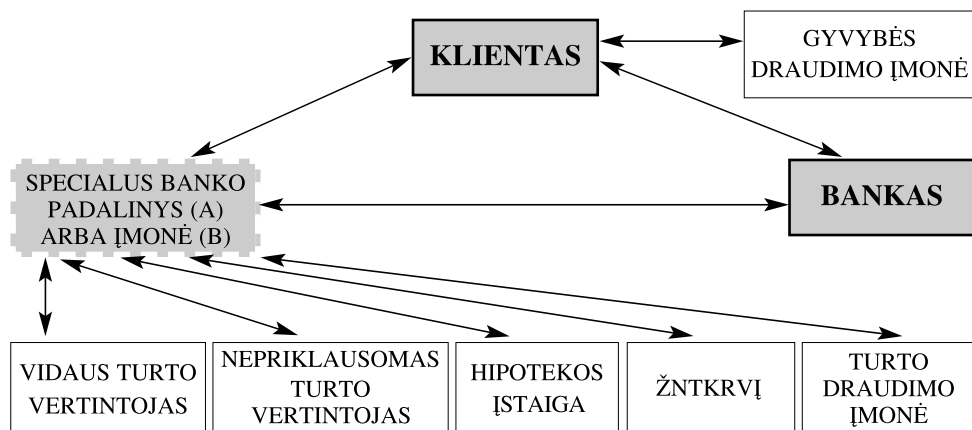 KLIENTAS
GYVYBĖS
DRAUDIMO ĮMONĖ
SPECIALUS BANKO
PADALINYS (A)
ARBA ĮMONĖ (B)
BANKAS
VIDAUS TURTO
VERTINTOJAS
NEPRIKLAUSOMAS
TURTO
VERTINTOJAS
HIPOTEKOS
ĮSTAIGA
ŽNTKRVĮ
TURTO
DRAUDIMO
ĮMONĖ